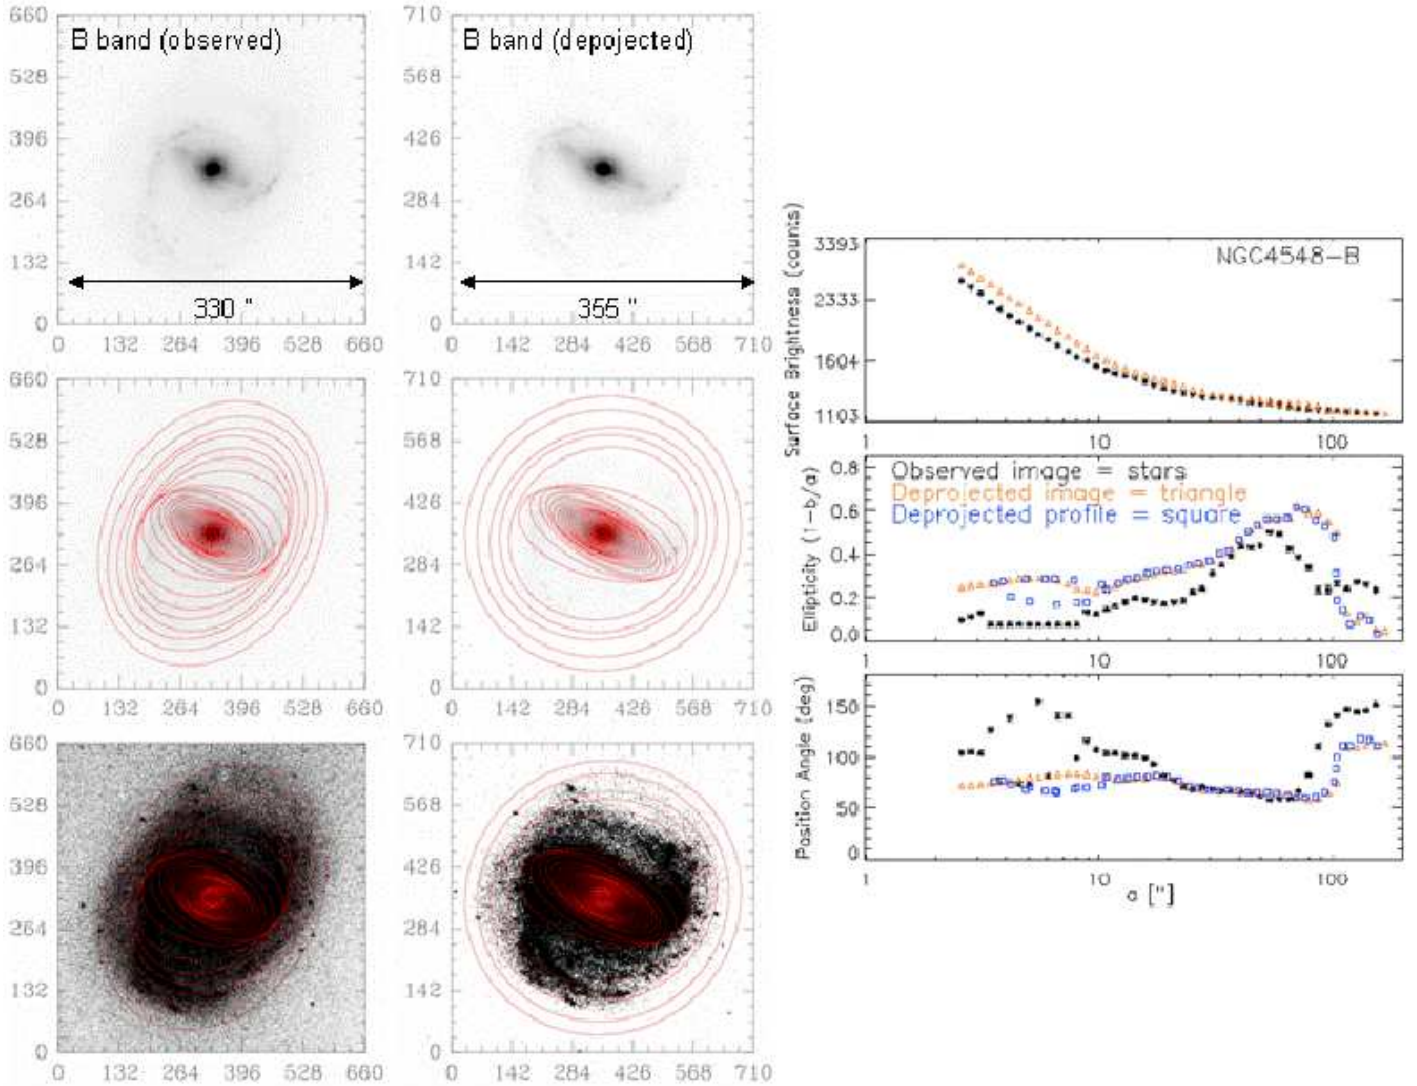 660
B band (observed)
528
396
264
132
330 "
0
0 132 264 396 528 660
710
B band (depojected)
568
426
284
142
355 "
0
0 142 284 426 568 710
660
528
396
264
132
0
0 132 264 396 528 660
710
568
426
284
142
0
0 142 284 426 568 710
660
528
396
264
132
0
0 132 264 396 528 660
710
568
426
284
142
0
0 142 284 426 568 710
Surface Brightness (counts)
3393
NGC4548-B
2333
1604
1103
1 10 100
Ellipticity (1-b/a)
0.8
Observed image = stars
Deprojected image = triangle
0.6
Deprojected profile = square
0.4
0.2
0.0
1 10 100
Position Angle (deg)
150
100
50
0
1 10 100
a ["]